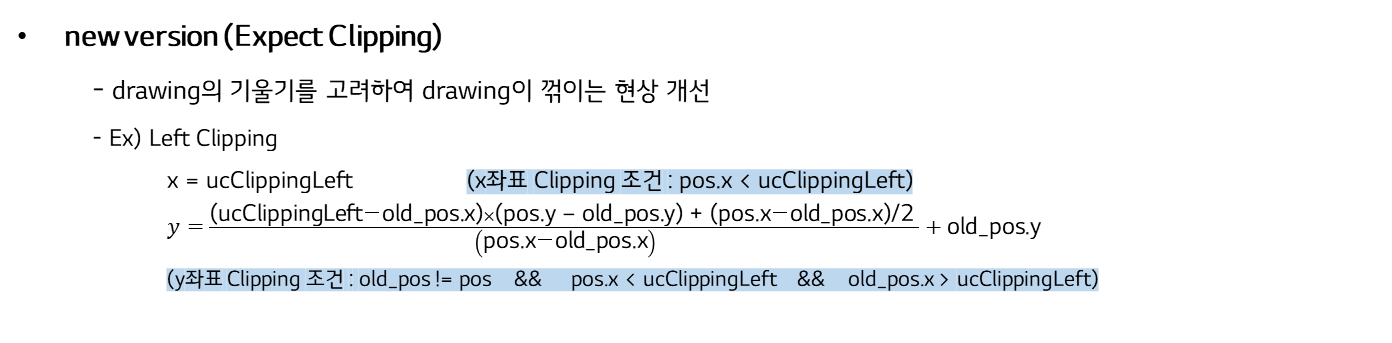 • new version (Expect Clipping)
- drawing의 기울기를 고려하여 drawing이 꺾이는 현상 개선
- Ex) Left Clipping
x = ucClippingLeft (x좌표 Clipping 조건 : pos.x < ucClippingLeft)
y = (ucClippingLeft−old_pos.x)×(pos.y – old_pos.y) + (pos.x−old_pos.x)/2 + old_pos.y
(pos.x−old_pos.x)
(y좌표 Clipping 조건 : old_pos != pos && pos.x < ucClippingLeft && old_pos.x > ucClippingLeft)